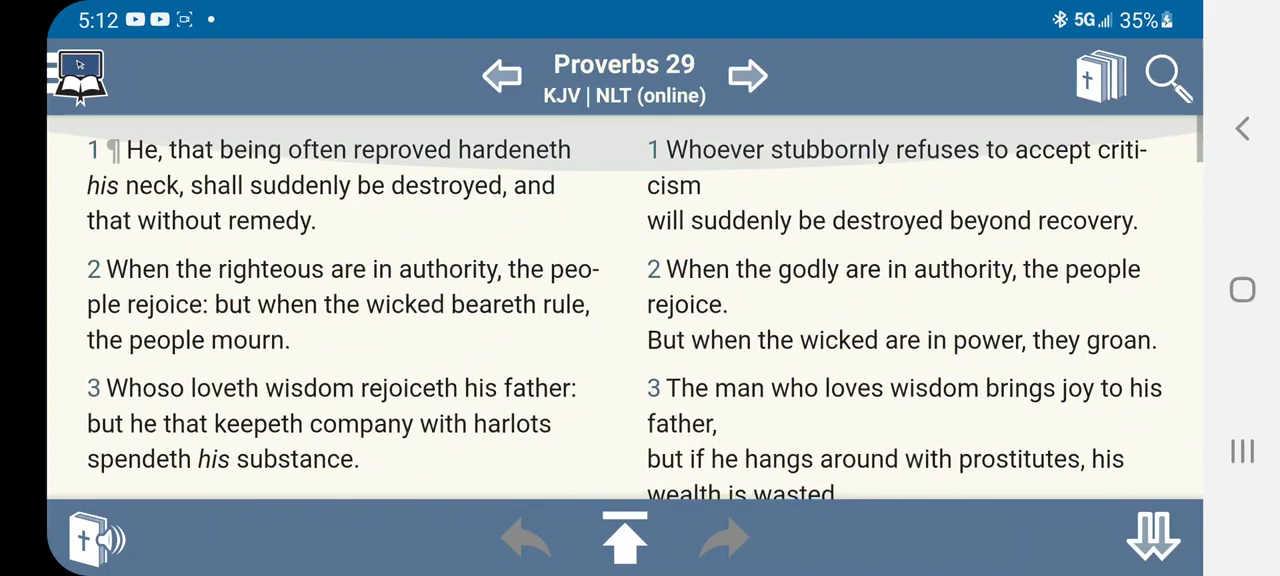 5:12
5G 35%
Proverbs 29
KJV | NLT (online)
1 ¶ He, that being often reproved hardeneth
his neck, shall suddenly be destroyed, and
that without remedy.
2 When the righteous are in authority, the peo-
ple rejoice: but when the wicked beareth rule,
the people mourn.
3 Whoso loveth wisdom rejoiceth his father:
but he that keepeth company with harlots
spendeth his substance.
1 Whoever stubbornly refuses to accept criti-
cism
will suddenly be destroyed beyond recovery.
2 When the godly are in authority, the people
rejoice.
But when the wicked are in power, they groan.
3 The man who loves wisdom brings joy to his
father,
but if he hangs around with prostitutes, his
wealth is wasted